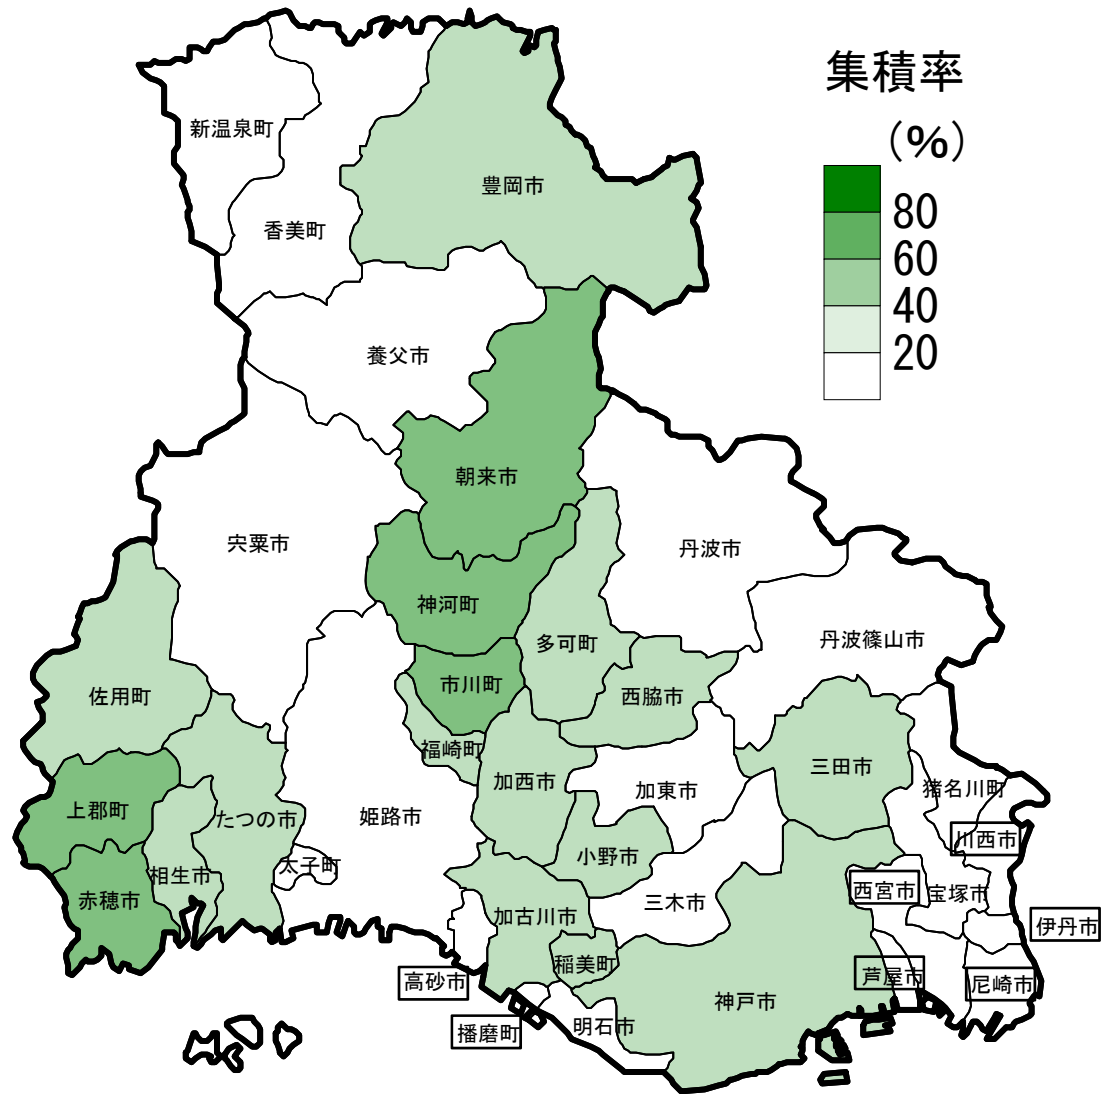 集積率
(%)
80
60
40
20
新温泉町
豊岡市
香美町
養父市
朝来市
宍粟市
丹波市
神河町
多可町
丹波篠山市
市川町
佐用町
西脇市
福崎町
加西市
三田市
猪名川町
加東市
上郡町
たつの市
姫路市
川西市
小野市
太子町
相生市
西宮市
宝塚市
赤穂市
三木市
加古川市
伊丹市
稲美町
高砂市
芦屋市
尼崎市
神戸市
播磨町
明石市